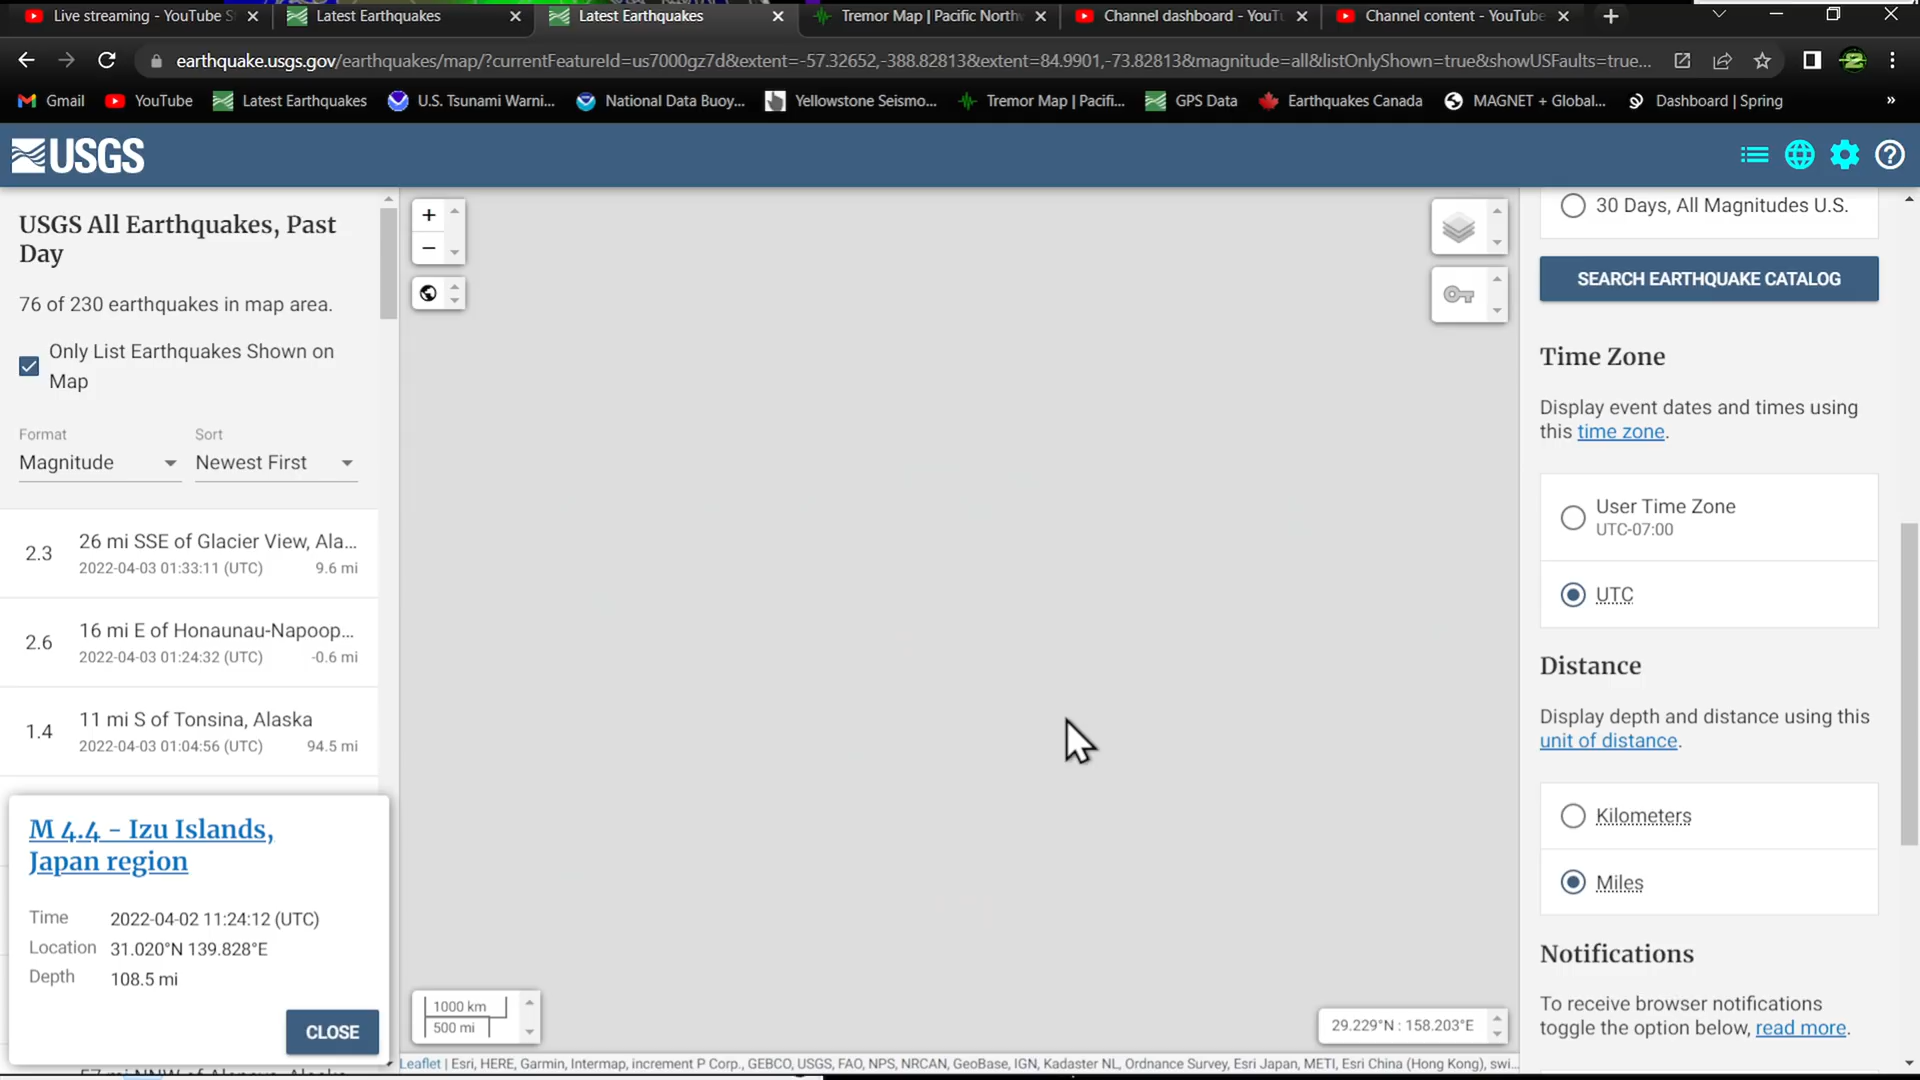 Live streaming - YouTube S
Latest Earthquakes
Latest Earthquakes
Tremor Map | Pacific North
Channel dashboard - YouTu
Channel content - YouTube
earthquake.usgs.gov/earthquakes/map/?currentFeatureId=us7000gz7d&extent=-57.32652,-388.82813&extent=84.9901,-73.82813&magnitude=all&listOnlyShown=true&showUSFaults=true...
Gmail
YouTube
Latest Earthquakes
U.S. Tsunami Warni...
National Data Buoy...
Yellowstone Seismo...
Tremor Map | Pacifi...
GPS Data
Earthquakes Canada
MAGNET + Global...
Dashboard | Spring
»
USGS
USGS All Earthquakes, Past
Day
76 of 230 earthquakes in map area.
Only List Earthquakes Shown on
Map
Format
Magnitude
Sort
Newest First
2.3
26 mi SSE of Glacier View, Ala...
2022-04-03 01:33:11 (UTC) 9.6 mi
2.6
16 mi E of Honaunau-Napoop...
2022-04-03 01:24:32 (UTC) -0.6 mi
1.4
11 mi S of Tonsina, Alaska
2022-04-03 01:04:56 (UTC) 94.5 mi
M 4.4 - Izu Islands,
Japan region
Time 2022-04-02 11:24:12 (UTC)
Location 31.020°N 139.828°E
Depth 108.5 mi
CLOSE
+
−
1000 km
500 mi
29.229°N : 158.203°E
Leaflet | Esri, HERE, Garmin, Intermap, increment P Corp., GEBCO, USGS, FAO, NPS, NRCAN, GeoBase, IGN, Kadaster NL, Ordnance Survey, Esri Japan, METI, Esri China (Hong Kong), swi...
30 Days, All Magnitudes U.S.
SEARCH EARTHQUAKE CATALOG
Time Zone
Display event dates and times using
this time zone.
User Time Zone
UTC-07:00
UTC
Distance
Display depth and distance using this
unit of distance.
Kilometers
Miles
Notifications
To receive browser notifications
toggle the option below, read more.